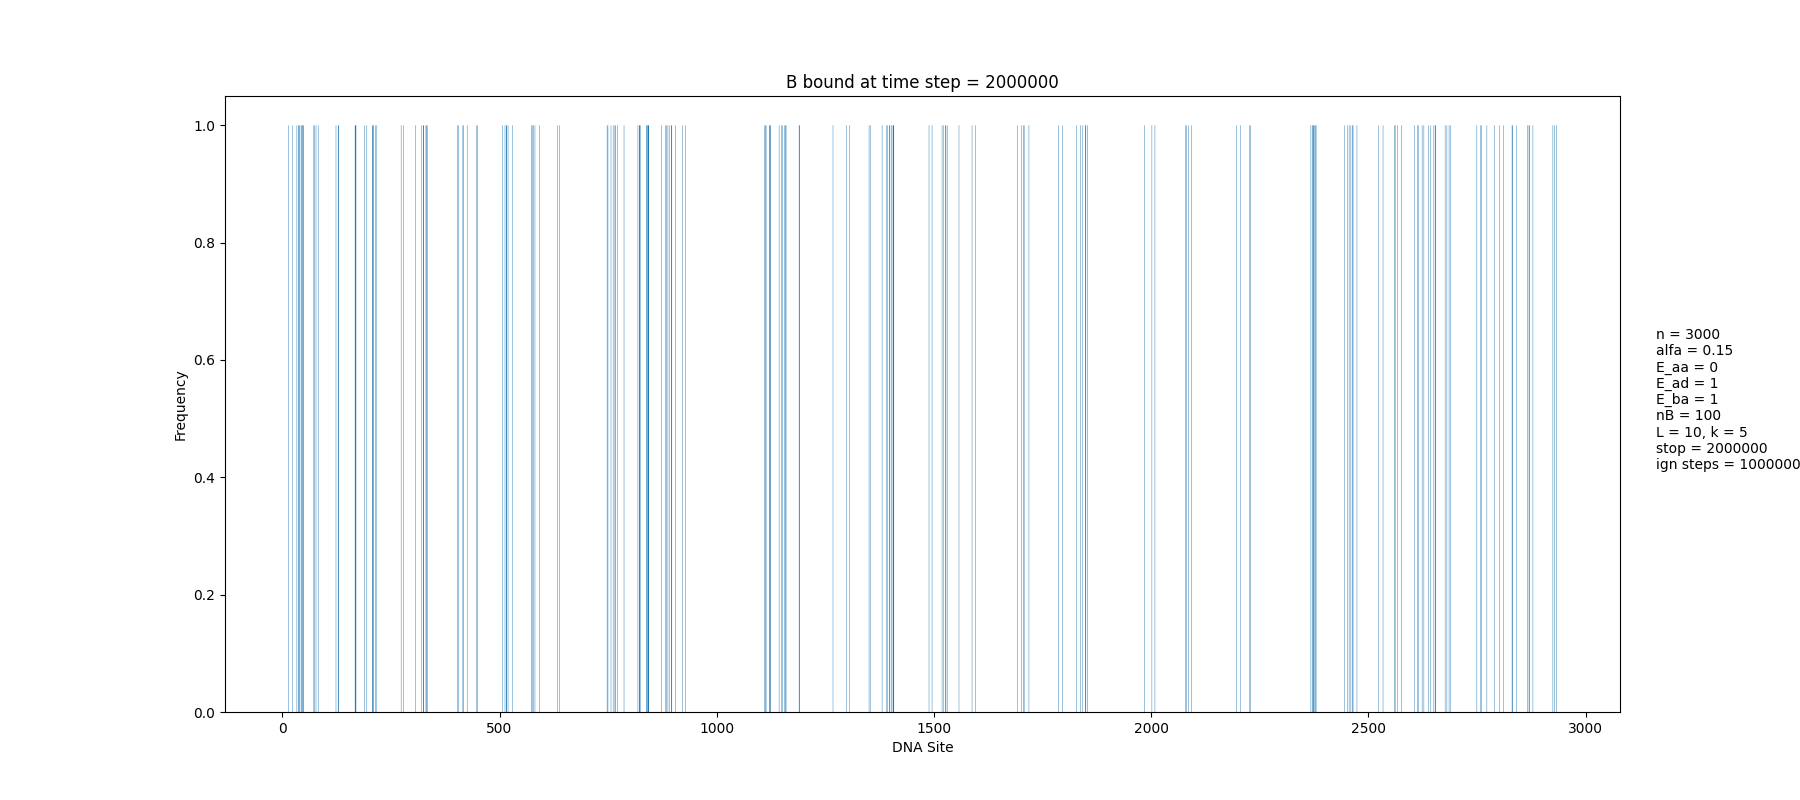 B bound at time step = 2000000
1.0
0.8
0.6
0.4
0.2
0.0
Frequency
0 500 1000 1500 2000 2500 3000
DNA Site
n = 3000
alfa = 0.15
E_aa = 0
E_ad = 1
E_ba = 1
nB = 100
L = 10, k = 5
stop = 2000000
ign steps = 1000000